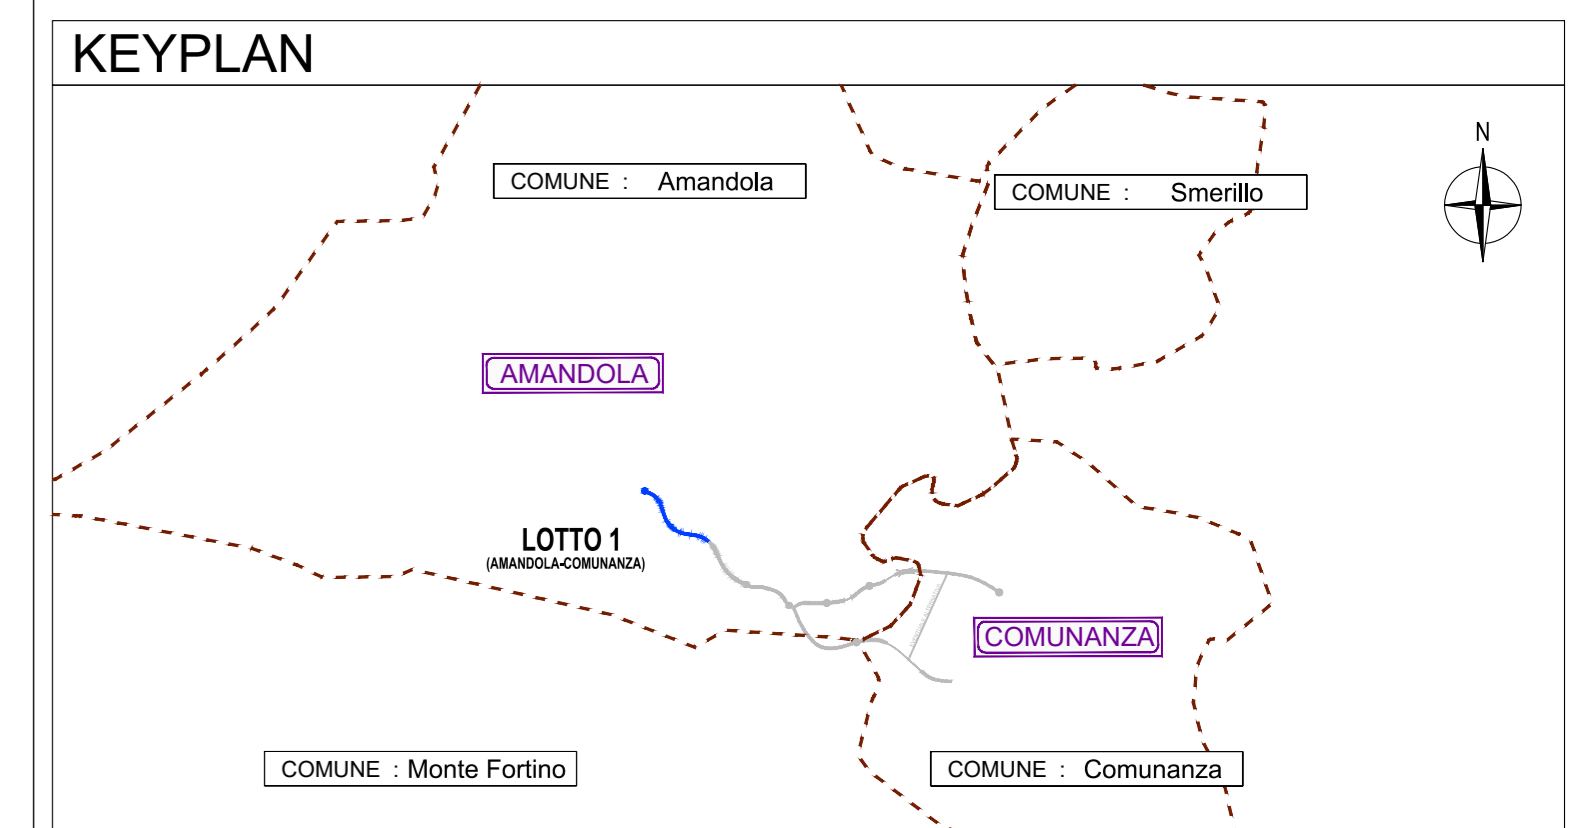 KEYPLAN
N
COMUNE : Amandola
COMUNE : Smerillo
AMANDOLA
LOTTO 1
(AMANDOLA-COMUNANZA)
COMUNANZA
COMUNE : Monte Fortino
COMUNE : Comunanza